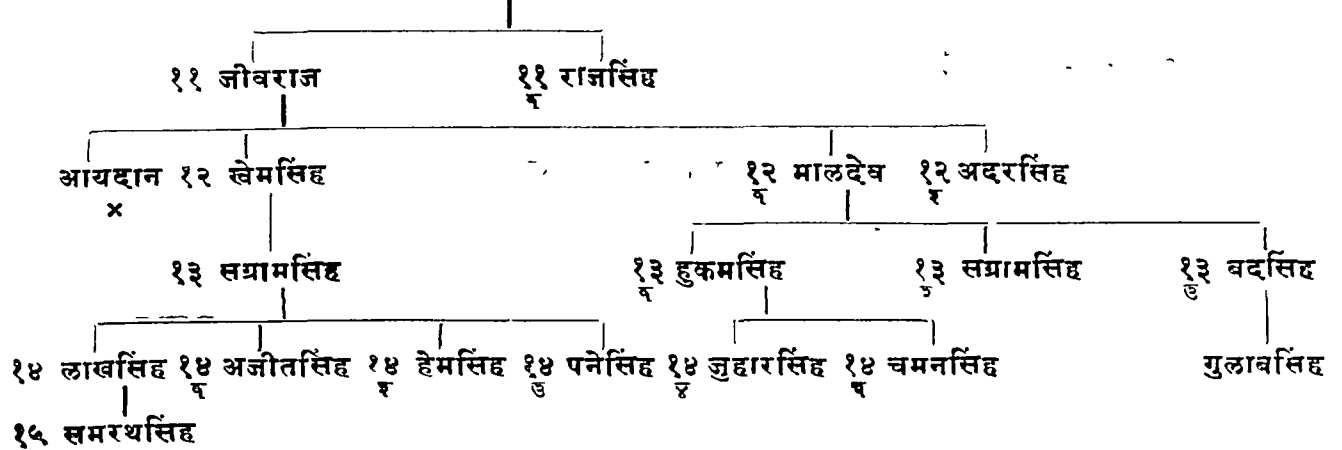 ११ जीवराज ११ राजसिंह
आयदान १२ खेमसिंह १२ मालदेव १२ अदरसिंह
×
१३ सग्रामसिंह १३ हुकमसिंह १३ सग्रामसिंह १३ वदसिंह
१४ लाखसिंह १४ अजीतसिंह १४ हेमसिंह १४ पनेसिंह १४ जुहारसिंह १४ चमनसिंह गुलाबसिंह
१५ समरथसिंह